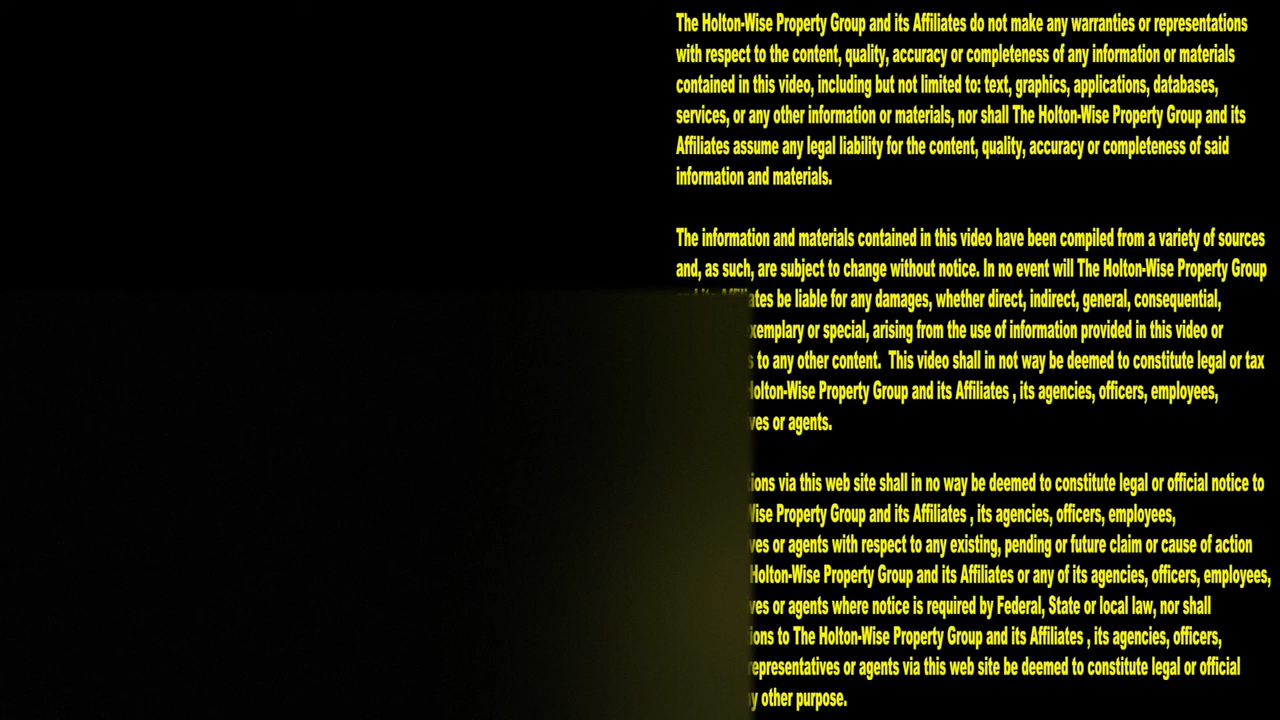 The Holton-Wise Property Group and its Affiliates do not make any warranties or representations
with respect to the content, quality, accuracy or completeness of any information or materials
contained in this video, including but not limited to: text, graphics, applications, databases,
services, or any other information or materials, nor shall The Holton-Wise Property Group and its
Affiliates assume any legal liability for the content, quality, accuracy or completeness of said
information and materials.
The information and materials contained in this video have been compiled from a variety of sources
and, as such, are subject to change without notice. In no event will The Holton-Wise Property Group
be liable for any damages, whether direct, indirect, general, consequential,
or special, arising from the use of information provided in this video or
to any other content. This video shall in not way be deemed to constitute legal or tax
Property Group and its Affiliates , its agencies, officers, employees,
or agents.
via this web site shall in no way be deemed to constitute legal or official notice to
Property Group and its Affiliates , its agencies, officers, employees,
or agents with respect to any existing, pending or future claim or cause of action
Holton-Wise Property Group and its Affiliates or any of its agencies, officers, employees,
or agents where notice is required by Federal, State or local law, nor shall
to The Holton-Wise Property Group and its Affiliates , its agencies, officers,
representatives or agents via this web site be deemed to constitute legal or official
other purpose.